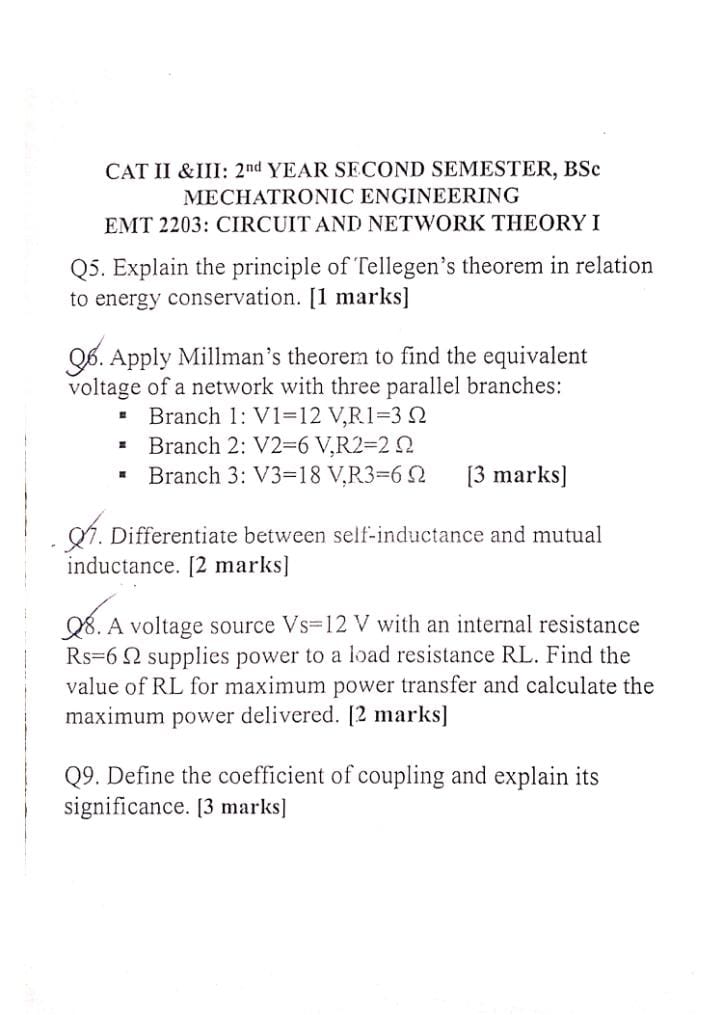 CAT II &III: 2nd YEAR SECOND SEMESTER, BSc
MECHATRONIC ENGINEERING
EMT 2203: CIRCUIT AND NETWORK THEORY I
Q5. Explain the principle of Tellegen's theorem in relation
to energy conservation. [1 marks]
Q6. Apply Millman's theorem to find the equivalent
voltage of a network with three parallel branches:
▪ Branch 1: V1=12 V,R1=3 Ω
▪ Branch 2: V2=6 V,R2=2 Ω
▪ Branch 3: V3=18 V,R3=6 Ω [3 marks]
Q7. Differentiate between self-inductance and mutual
inductance. [2 marks]
Q8. A voltage source Vs=12 V with an internal resistance
Rs=6 Ω supplies power to a load resistance RL. Find the
value of RL for maximum power transfer and calculate the
maximum power delivered. [2 marks]
Q9. Define the coefficient of coupling and explain its
significance. [3 marks]